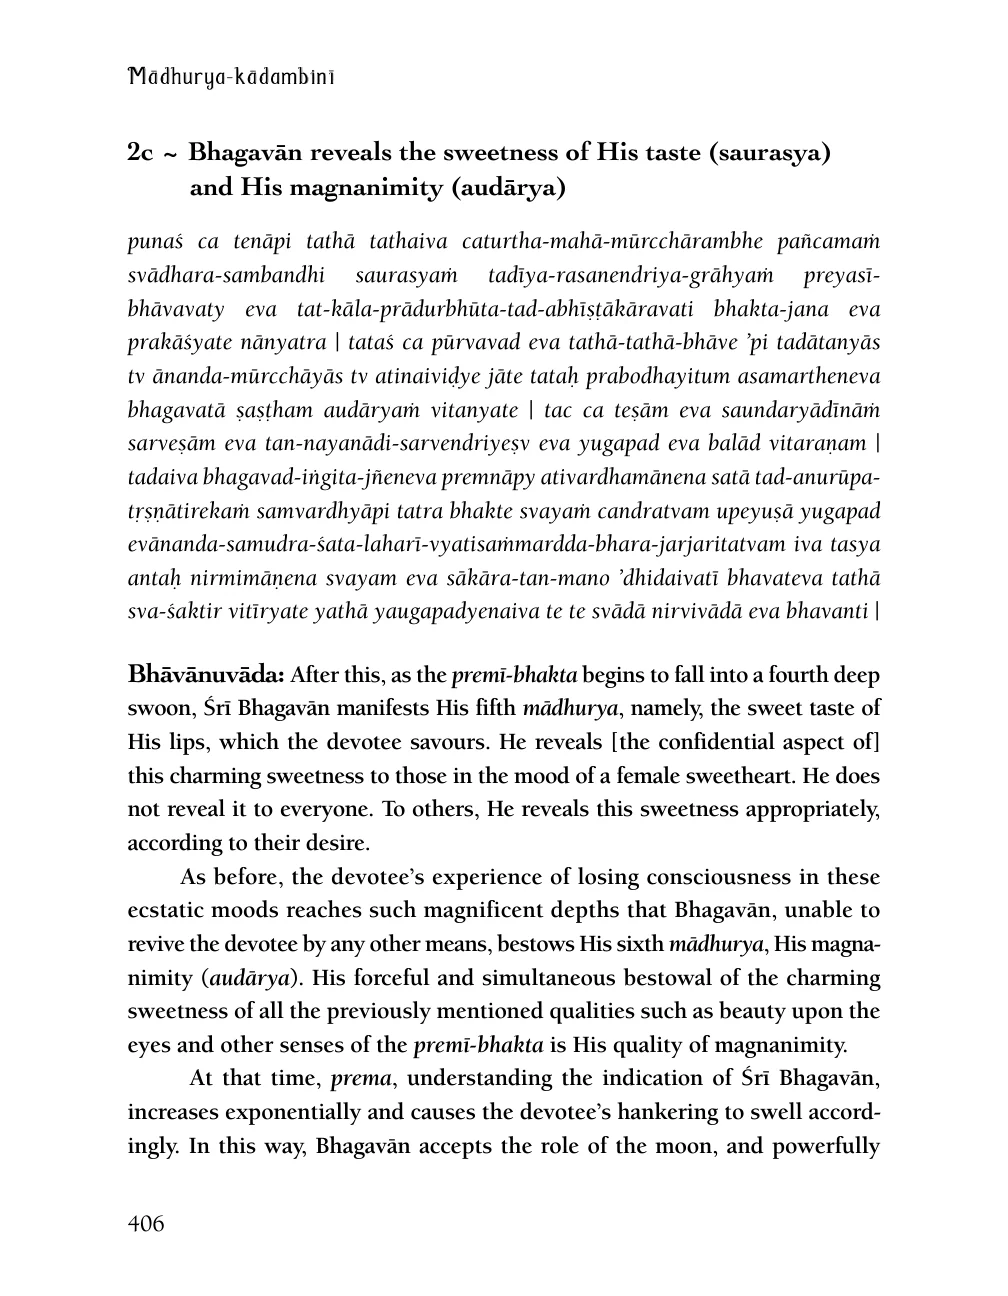 Mādhurya-kādambinī
2c ~ Bhagavān reveals the sweetness of His taste (saurasya)
and His magnanimity (audārya)
punaś ca tenāpi tathā tathaiva caturtha-mahā-mūrcchārambhe pañcamaṁ
svādhara-sambandhi saurasyaṁ tadīya-rasanendriya-grāhyaṁ preyasī-
bhāvavaty eva tat-kāla-prādurbhūta-tad-abhīṣṭākāravati bhakta-jana eva
prakāśyate nānyatra | tataś ca pūrvavad eva tathā-tathā-bhāve ’pi tadātanyās
tv ānanda-mūrcchāyās tv atinaiviḍye jāte tataḥ prabodhayitum asamartheneva
bhagavatā ṣaṣṭham audāryaṁ vitanyate | tac ca teṣām eva saundaryādīnāṁ
sarveṣām eva tan-nayanādi-sarvendriyeṣv eva yugapad eva balād vitaraṇam |
tadaiva bhagavad-iṅgita-jñeneva premnāpy ativardhamānena satā tad-anurūpa-
tṛṣṇātirekaṁ samvardhyāpi tatra bhakte svayaṁ candratvam upeyuṣā yugapad
evānanda-samudra-śata-laharī-vyatisaṁmardda-bhara-jarjaritatvam iva tasya
antaḥ nirmimāṇena svayam eva sākāra-tan-mano ’dhidaivatī bhavateva tathā
sva-śaktir vitīryate yathā yaugapadyenaiva te te svādā nirvivādā eva bhavanti |
Bhāvānuvāda: After this, as the premī-bhakta begins to fall into a fourth deep
swoon, Śrī Bhagavān manifests His fifth mādhurya, namely, the sweet taste of
His lips, which the devotee savours. He reveals [the confidential aspect of]
this charming sweetness to those in the mood of a female sweetheart. He does
not reveal it to everyone. To others, He reveals this sweetness appropriately,
according to their desire.
As before, the devotee’s experience of losing consciousness in these
ecstatic moods reaches such magnificent depths that Bhagavān, unable to
revive the devotee by any other means, bestows His sixth mādhurya, His magna-
nimity (audārya). His forceful and simultaneous bestowal of the charming
sweetness of all the previously mentioned qualities such as beauty upon the
eyes and other senses of the premī-bhakta is His quality of magnanimity.
At that time, prema, understanding the indication of Śrī Bhagavān,
increases exponentially and causes the devotee’s hankering to swell accord-
ingly. In this way, Bhagavān accepts the role of the moon, and powerfully
406